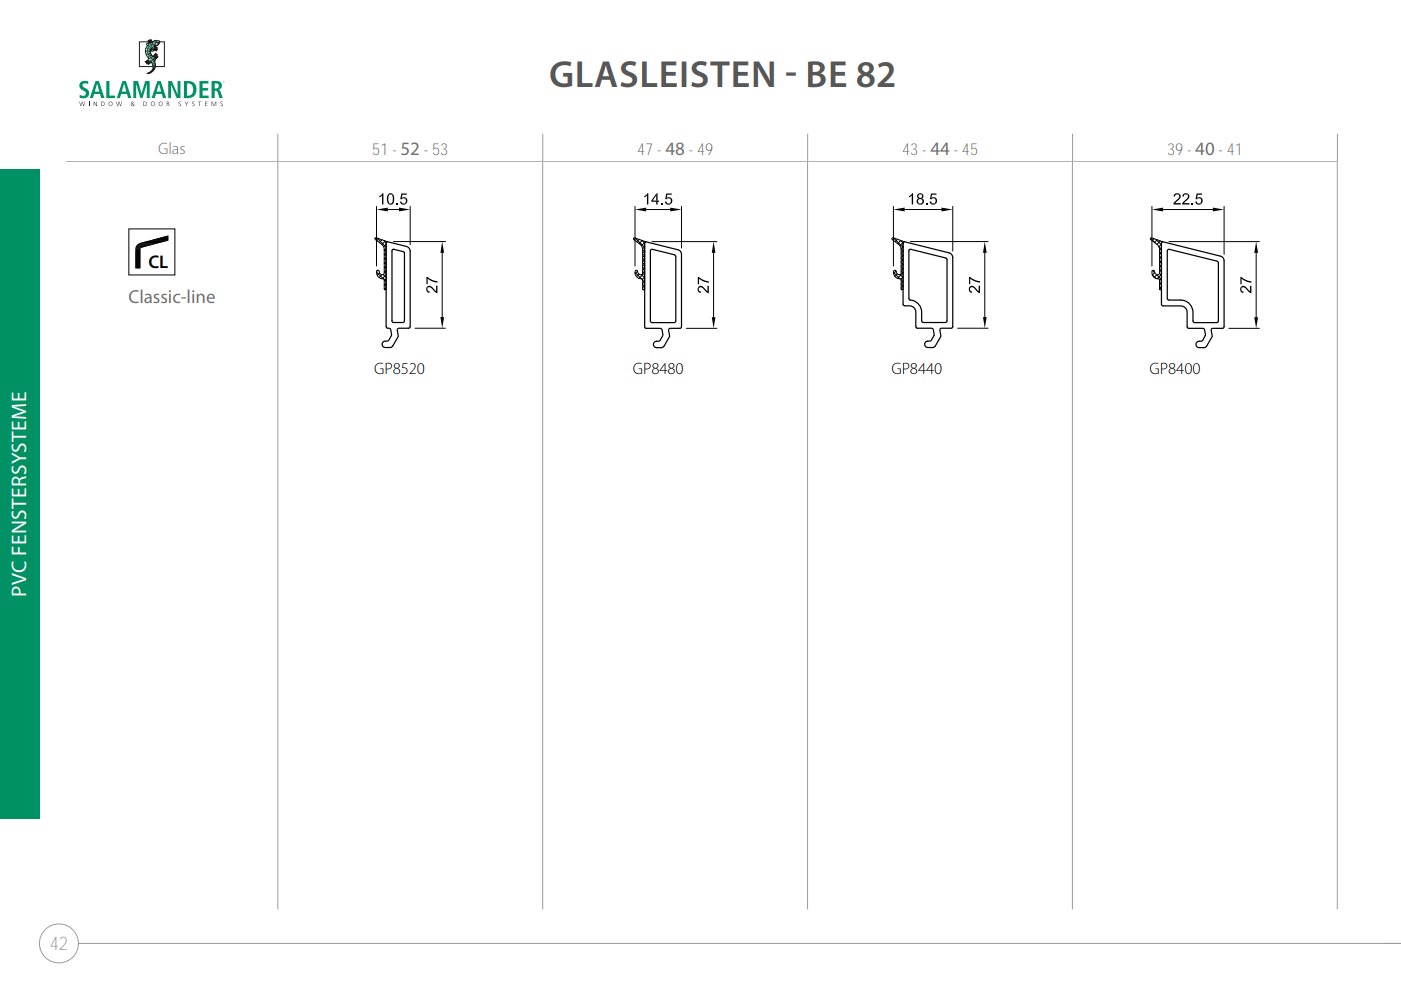 SALAMANDER
WINDOW & DOOR SYSTEMS
GLASLEISTEN - BE 82
Glas
51 - 52 - 53
47 - 48 - 49
43 - 44 - 45
39 - 40 - 41
CL
Classic-line
10.5
27
GP8520
14.5
27
GP8480
18.5
27
GP8440
22.5
27
GP8400
PVC FENSTERSYSTEME
42